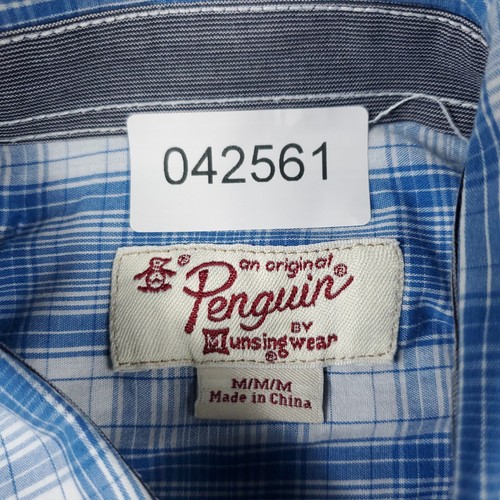 042561
an original
Penguin®
BY
Munsingwear®
M/M/M
Made in China